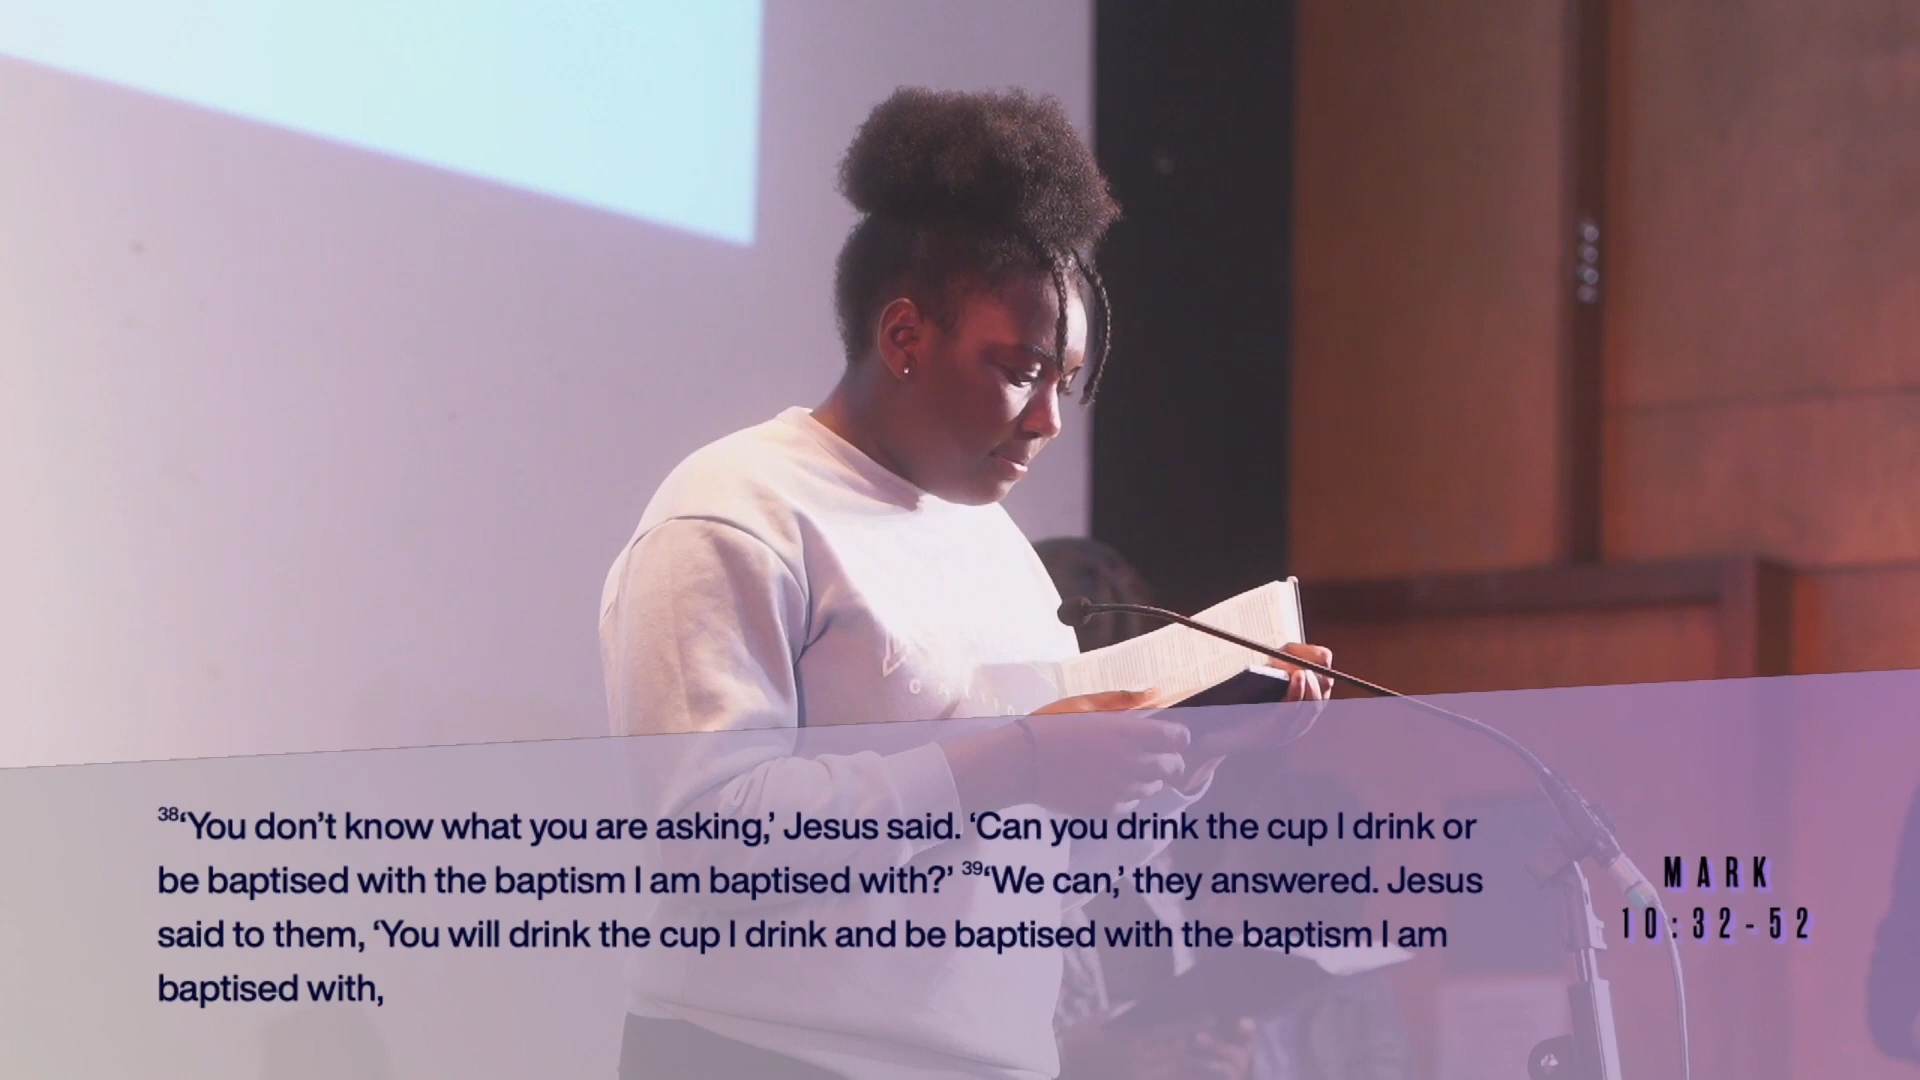 ³⁸‘You don’t know what you are asking,’ Jesus said. ‘Can you drink the cup I drink or
be baptised with the baptism I am baptised with?’ ³⁹‘We can,’ they answered. Jesus
said to them, ‘You will drink the cup I drink and be baptised with the baptism I am
baptised with,
MARK
10:32-52